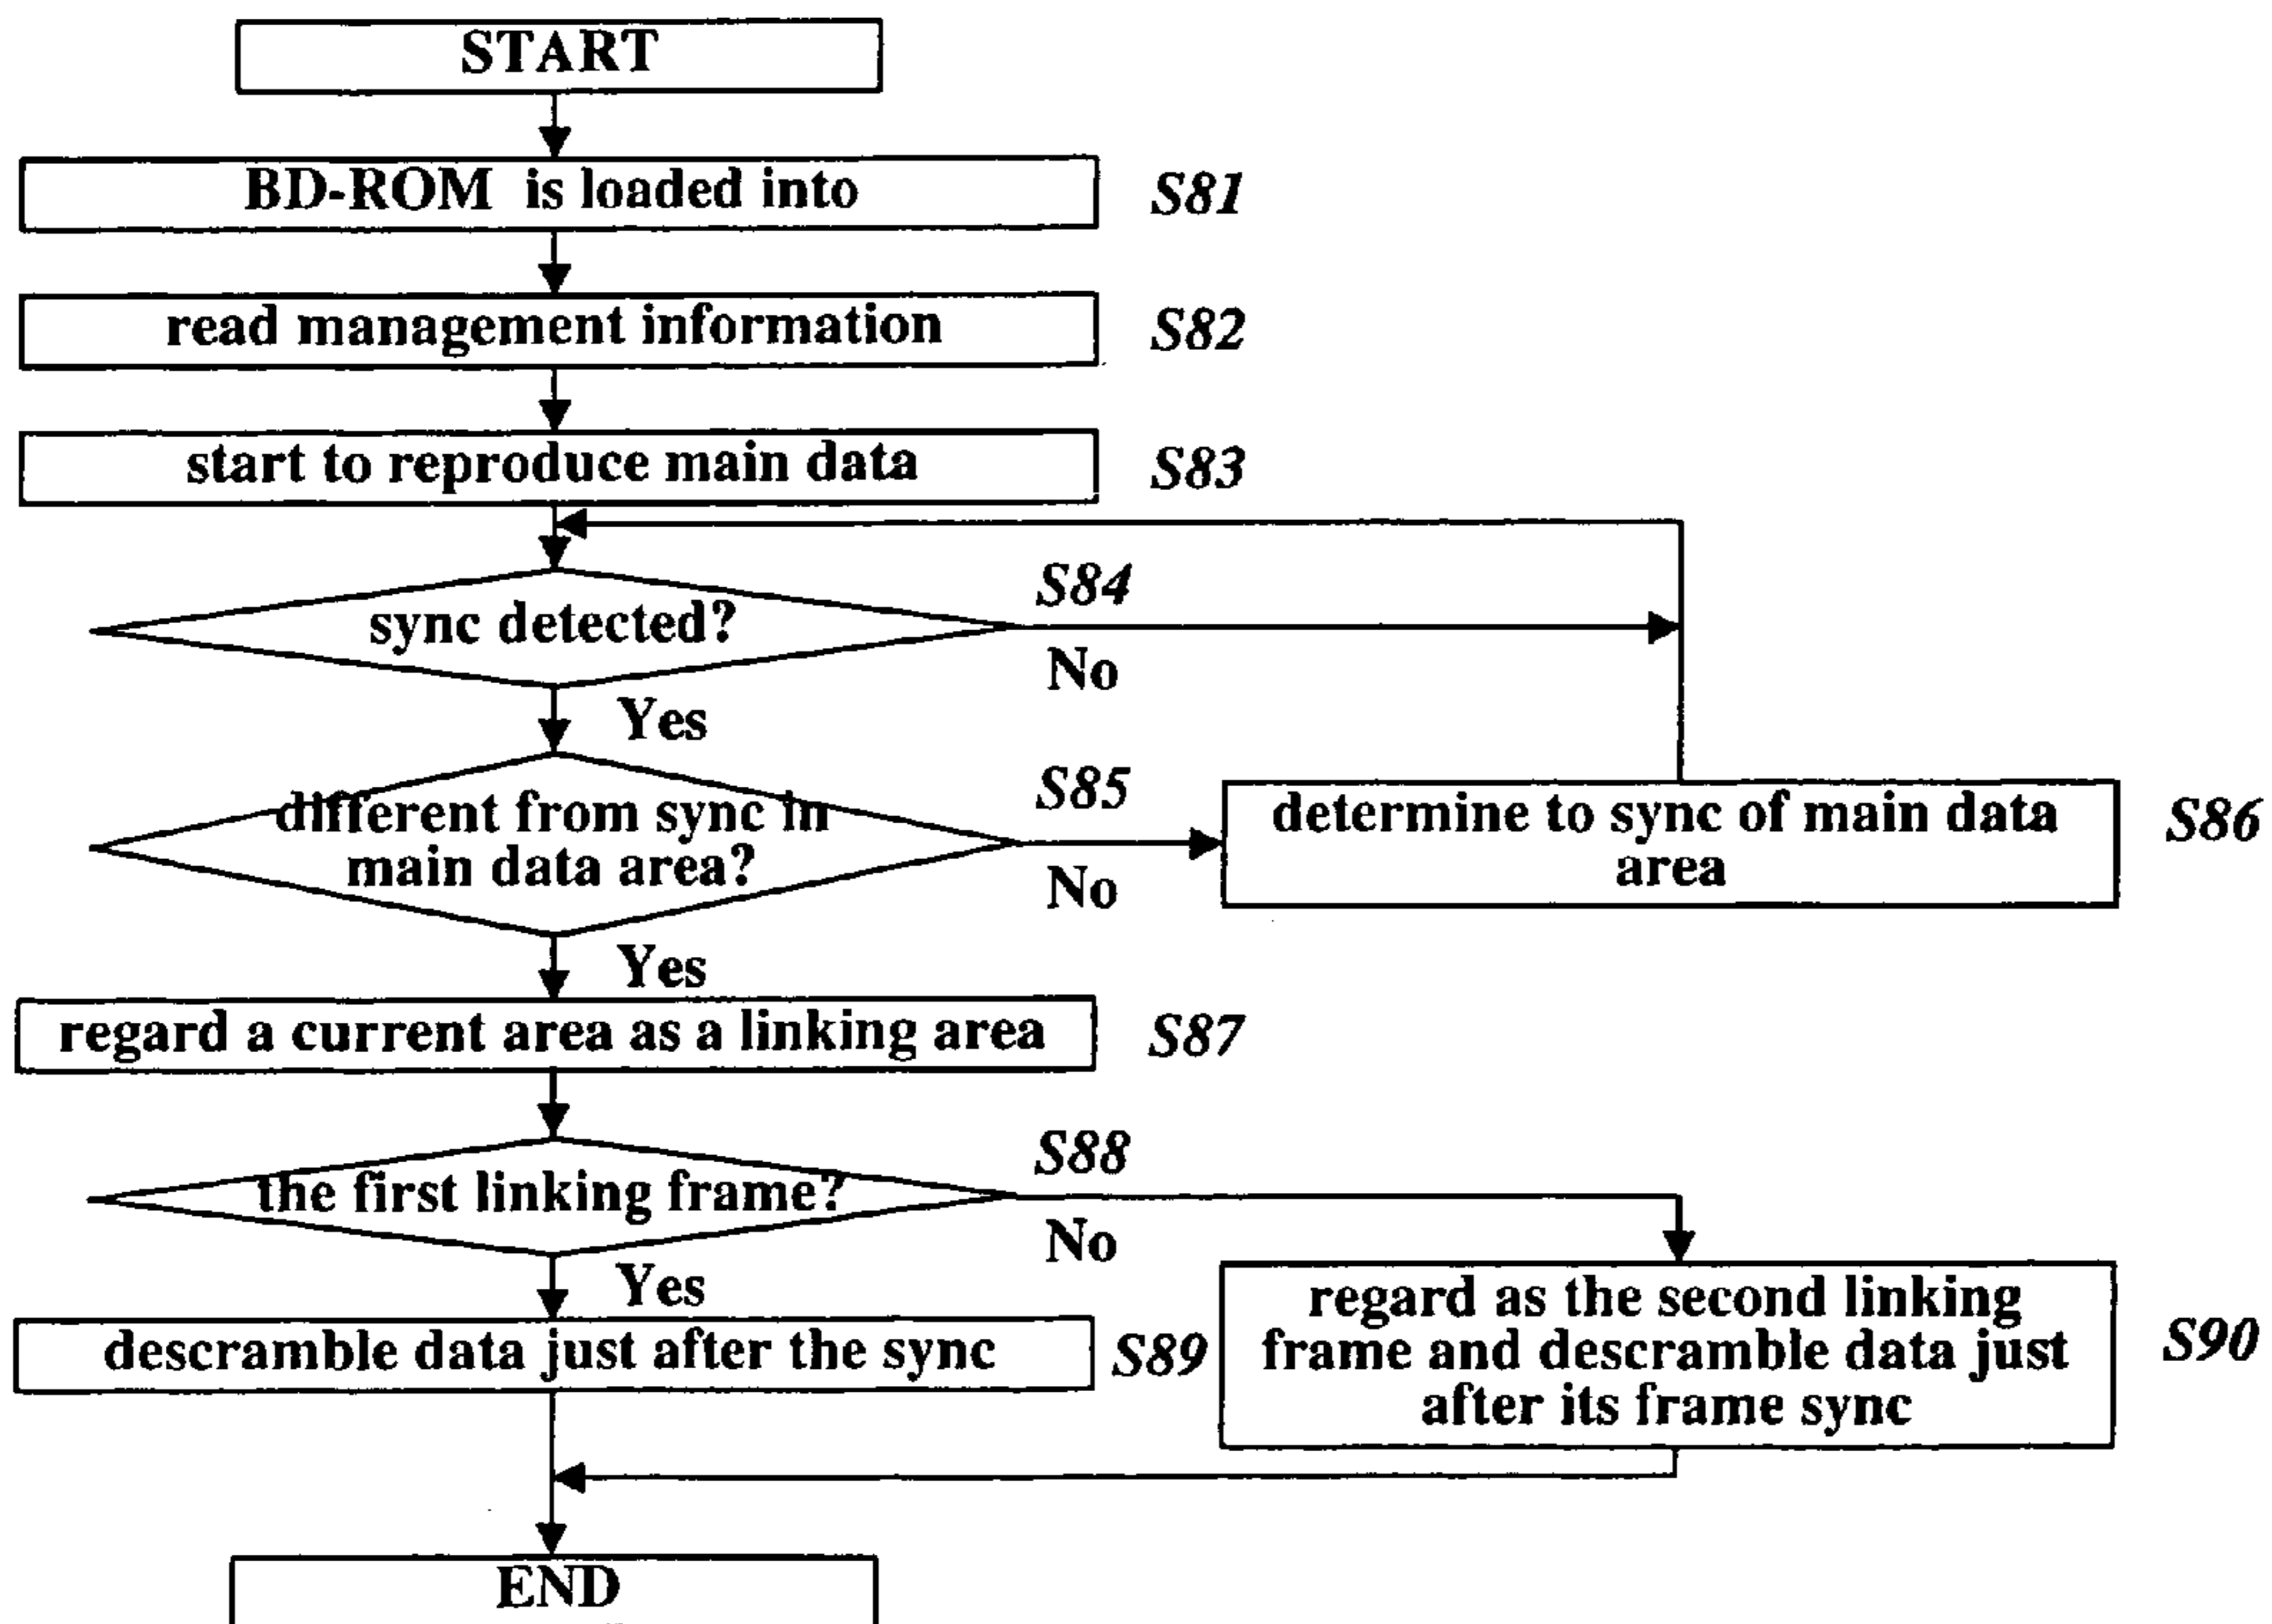 START
BD-ROM is loaded into
S81
read management information
S82
start to reproduce main data
S83
sync detected?
S84
No
Yes
different from sync in
main data area?
S85
No
determine to sync of main data
area
S86
Yes
regard a current area as a linking area
S87
the first linking frame?
S88
No
Yes
descramble data just after the sync
S89
regard as the second linking
frame and descramble data just
after its frame sync
S90
END